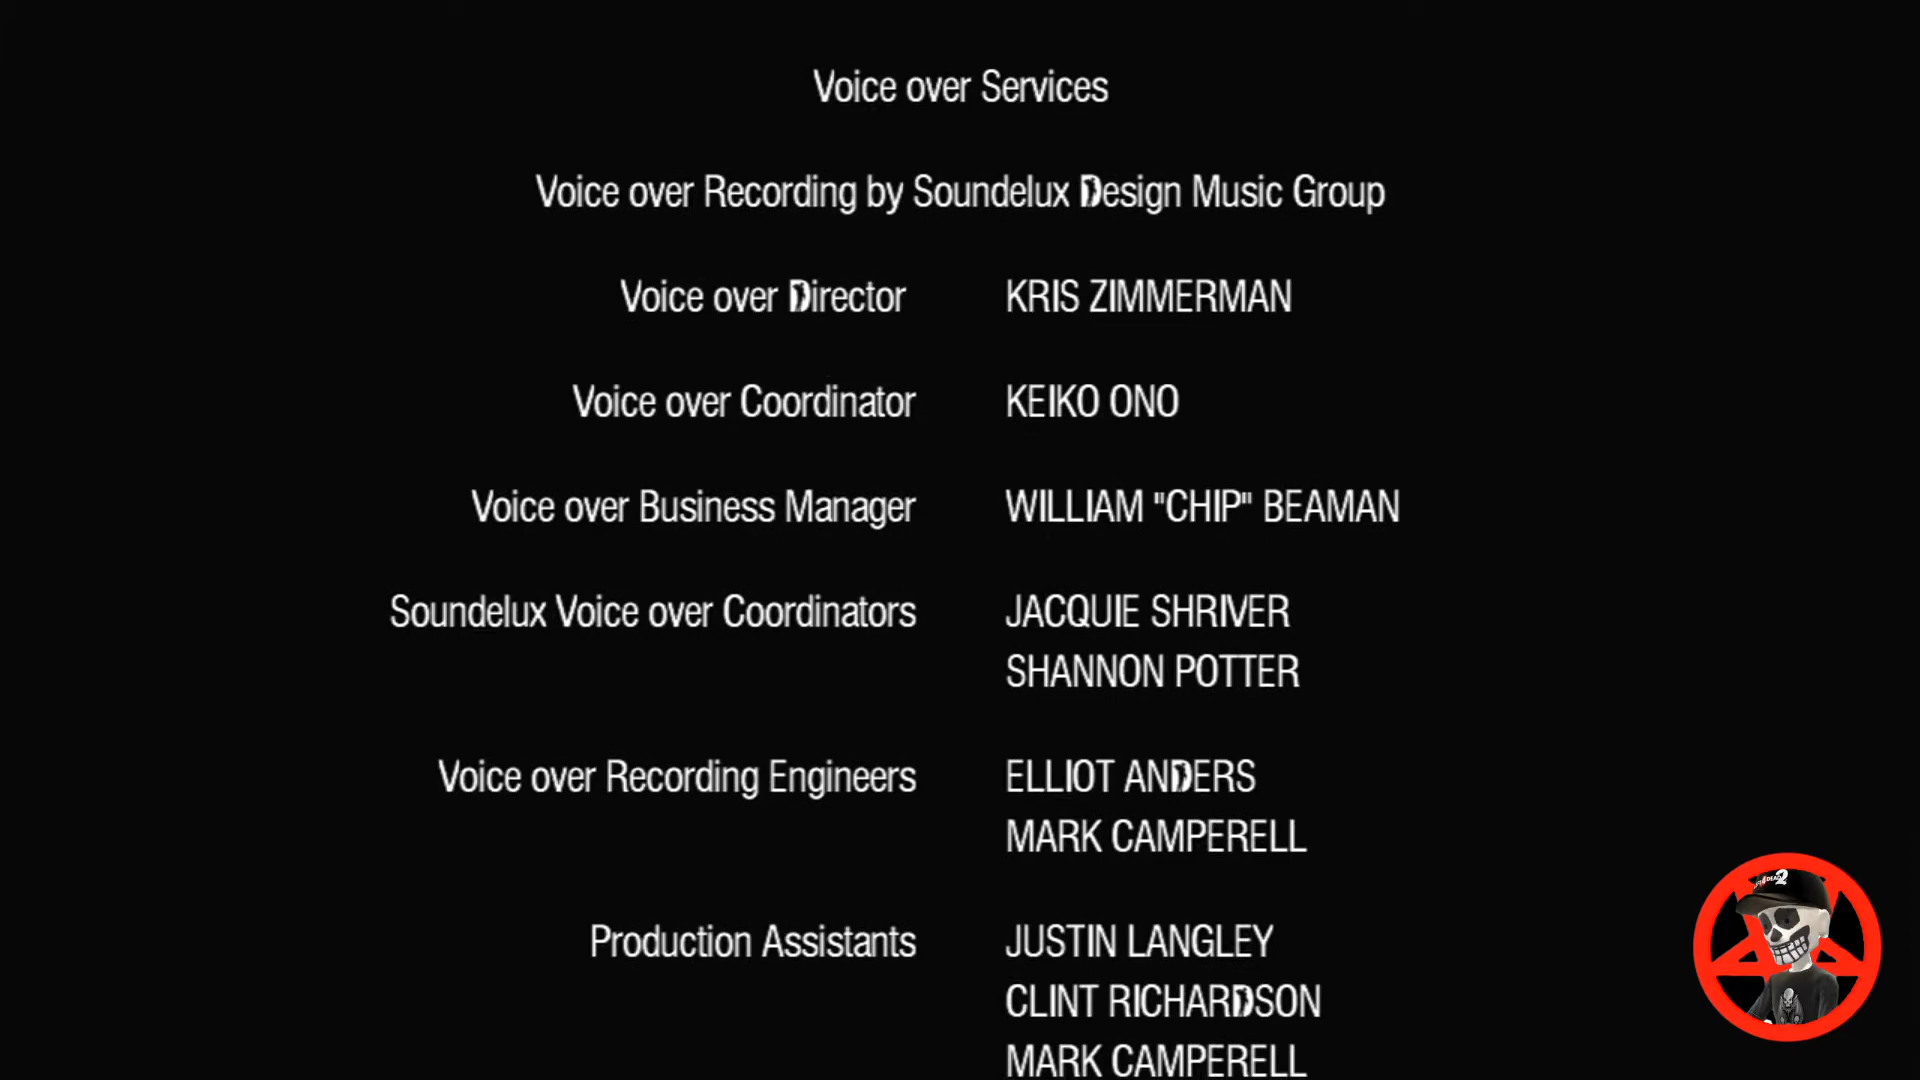 Voice over Services
Voice over Recording by Soundelux Design Music Group
Voice over Director KRIS ZIMMERMAN
Voice over Coordinator KEIKO ONO
Voice over Business Manager WILLIAM "CHIP" BEAMAN
Soundelux Voice over Coordinators JACQUIE SHRIVER
SHANNON POTTER
Voice over Recording Engineers ELLIOT ANDERS
MARK CAMPERELL
Production Assistants JUSTIN LANGLEY
CLINT RICHARDSON
MARK CAMPERELL